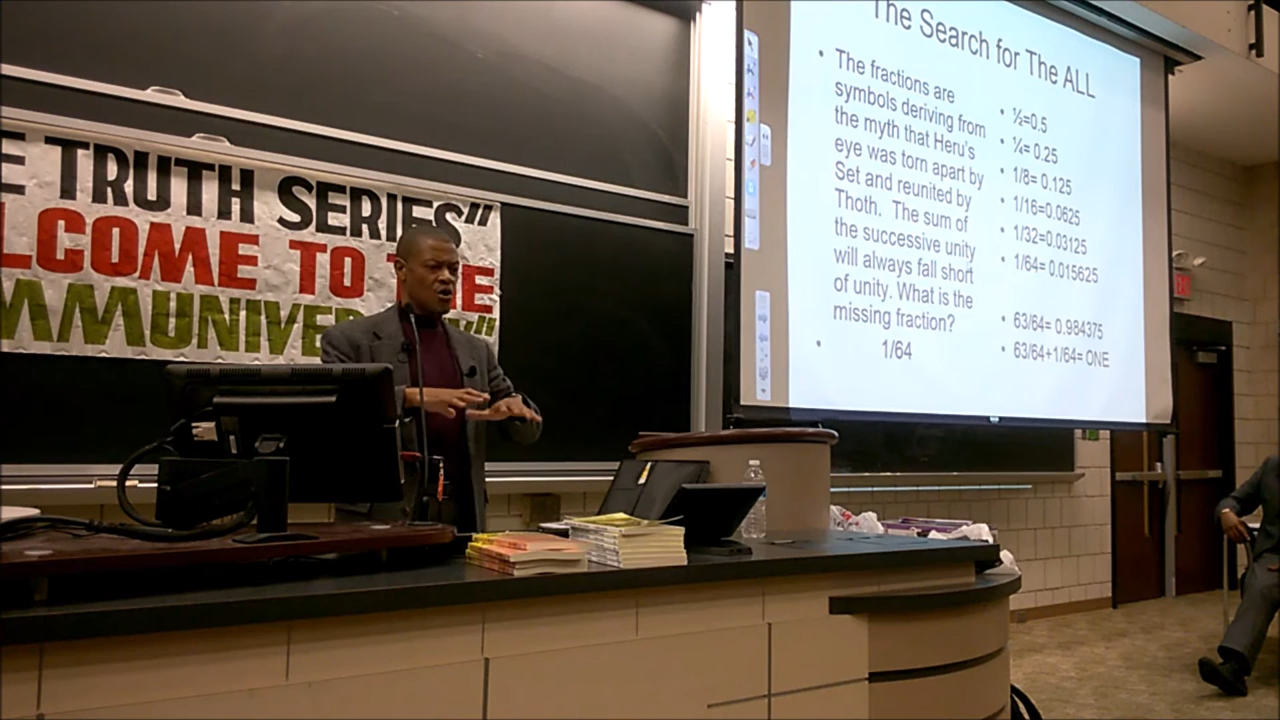 E TRUTH SERIES"
LCOME TO THE
MMUNIVER
The Search for The ALL
• The fractions are
symbols deriving from
the myth that Heru's
eye was torn apart by
Set and reunited by
Thoth. The sum of
the successive unity
will always fall short
of unity. What is the
missing fraction?
• 1/64
• ½=0.5
• ¼= 0.25
• 1/8= 0.125
• 1/16=0.0625
• 1/32=0.03125
• 1/64= 0.015625
• 63/64= 0.984375
• 63/64+1/64= ONE